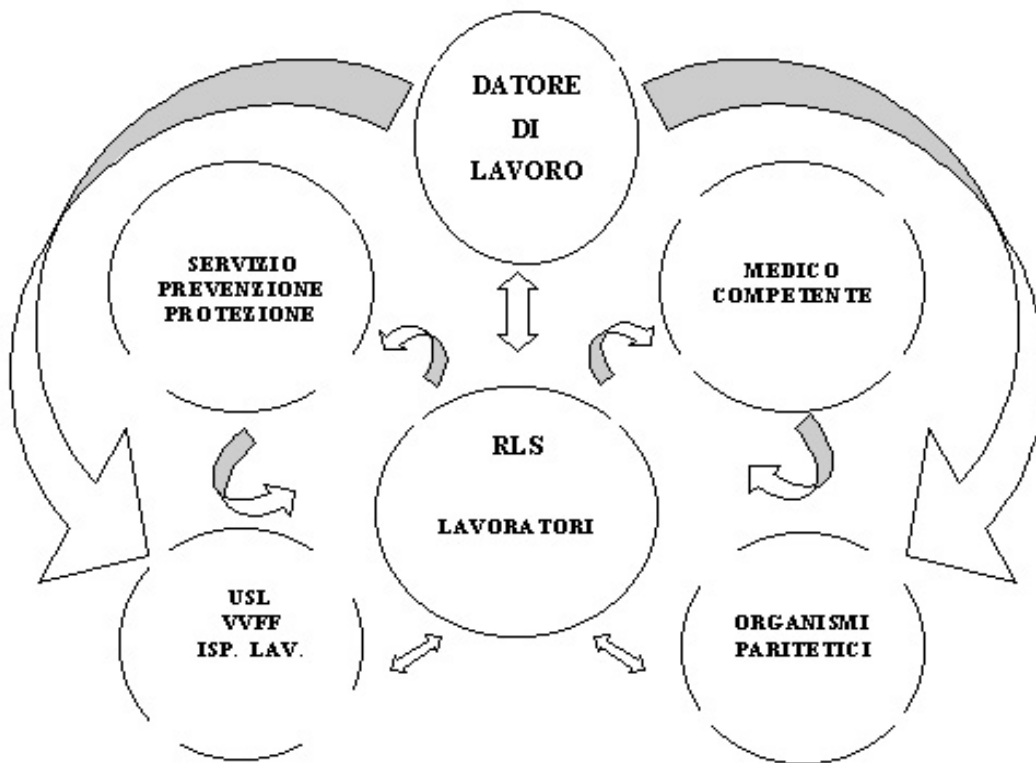 DATORE
DI
LAVORO
SERVIZIO
PREVENZIONE
PROTEZIONE
MEDICO
COMPETENTE
RLS
LAVORATORI
USL
VVFF
ISP. LAV.
ORGANISMI
PARITETICI